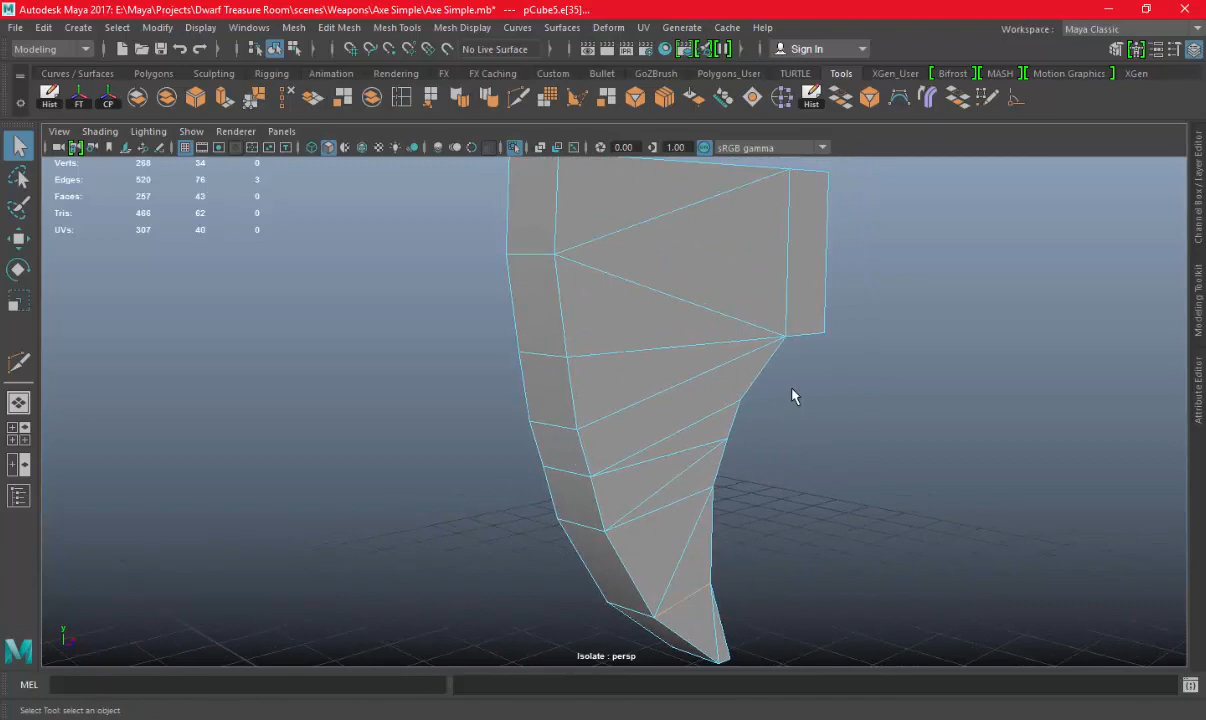 Autodesk Maya 2017: E:\Maya\Projects\Dwarf Treasure Room\scenes\Weapons\Axe Simple\Axe Simple.mb* --- pCube5.e[35]...
File Edit Create Select Modify Display Windows Mesh Edit Mesh Mesh Tools Mesh Display Curves Surfaces Deform UV Generate Cache Help Workspace : Maya Classic
Modeling No Live Surface Sign In
Curves / Surfaces Polygons Sculpting Rigging Animation Rendering FX FX Caching Custom Bullet GoZBrush Polygons_User TURTLE Tools XGen_User Bifrost MASH Motion Graphics XGen
Hist FT CP Hist
View Shading Lighting Show Renderer Panels
0.00 1.00 sRGB gamma
Verts: 268 34 0
Edges: 520 76 3
Faces: 257 43 0
Tris: 466 62 0
UVs: 307 40 0
Channel Box / Layer Editor
Modeling Toolkit
Attribute Editor
y
Isolate : persp
MEL
Select Tool: select an object